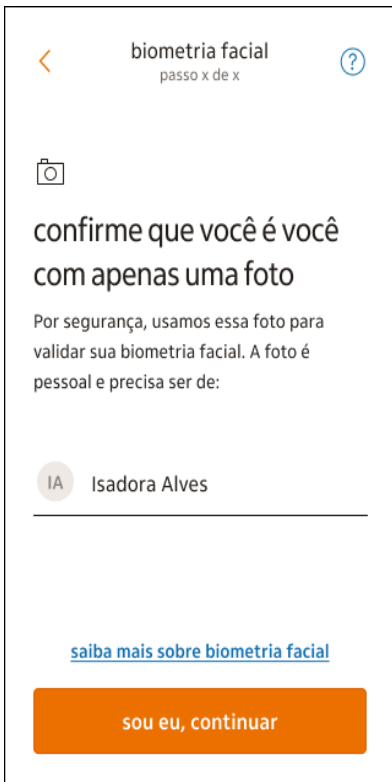 biometria facial
passo x de x
?
confirme que você é você
com apenas uma foto
Por segurança, usamos essa foto para
validar sua biometria facial. A foto é
pessoal e precisa ser de:
IA Isadora Alves
saiba mais sobre biometria facial
sou eu, continuar